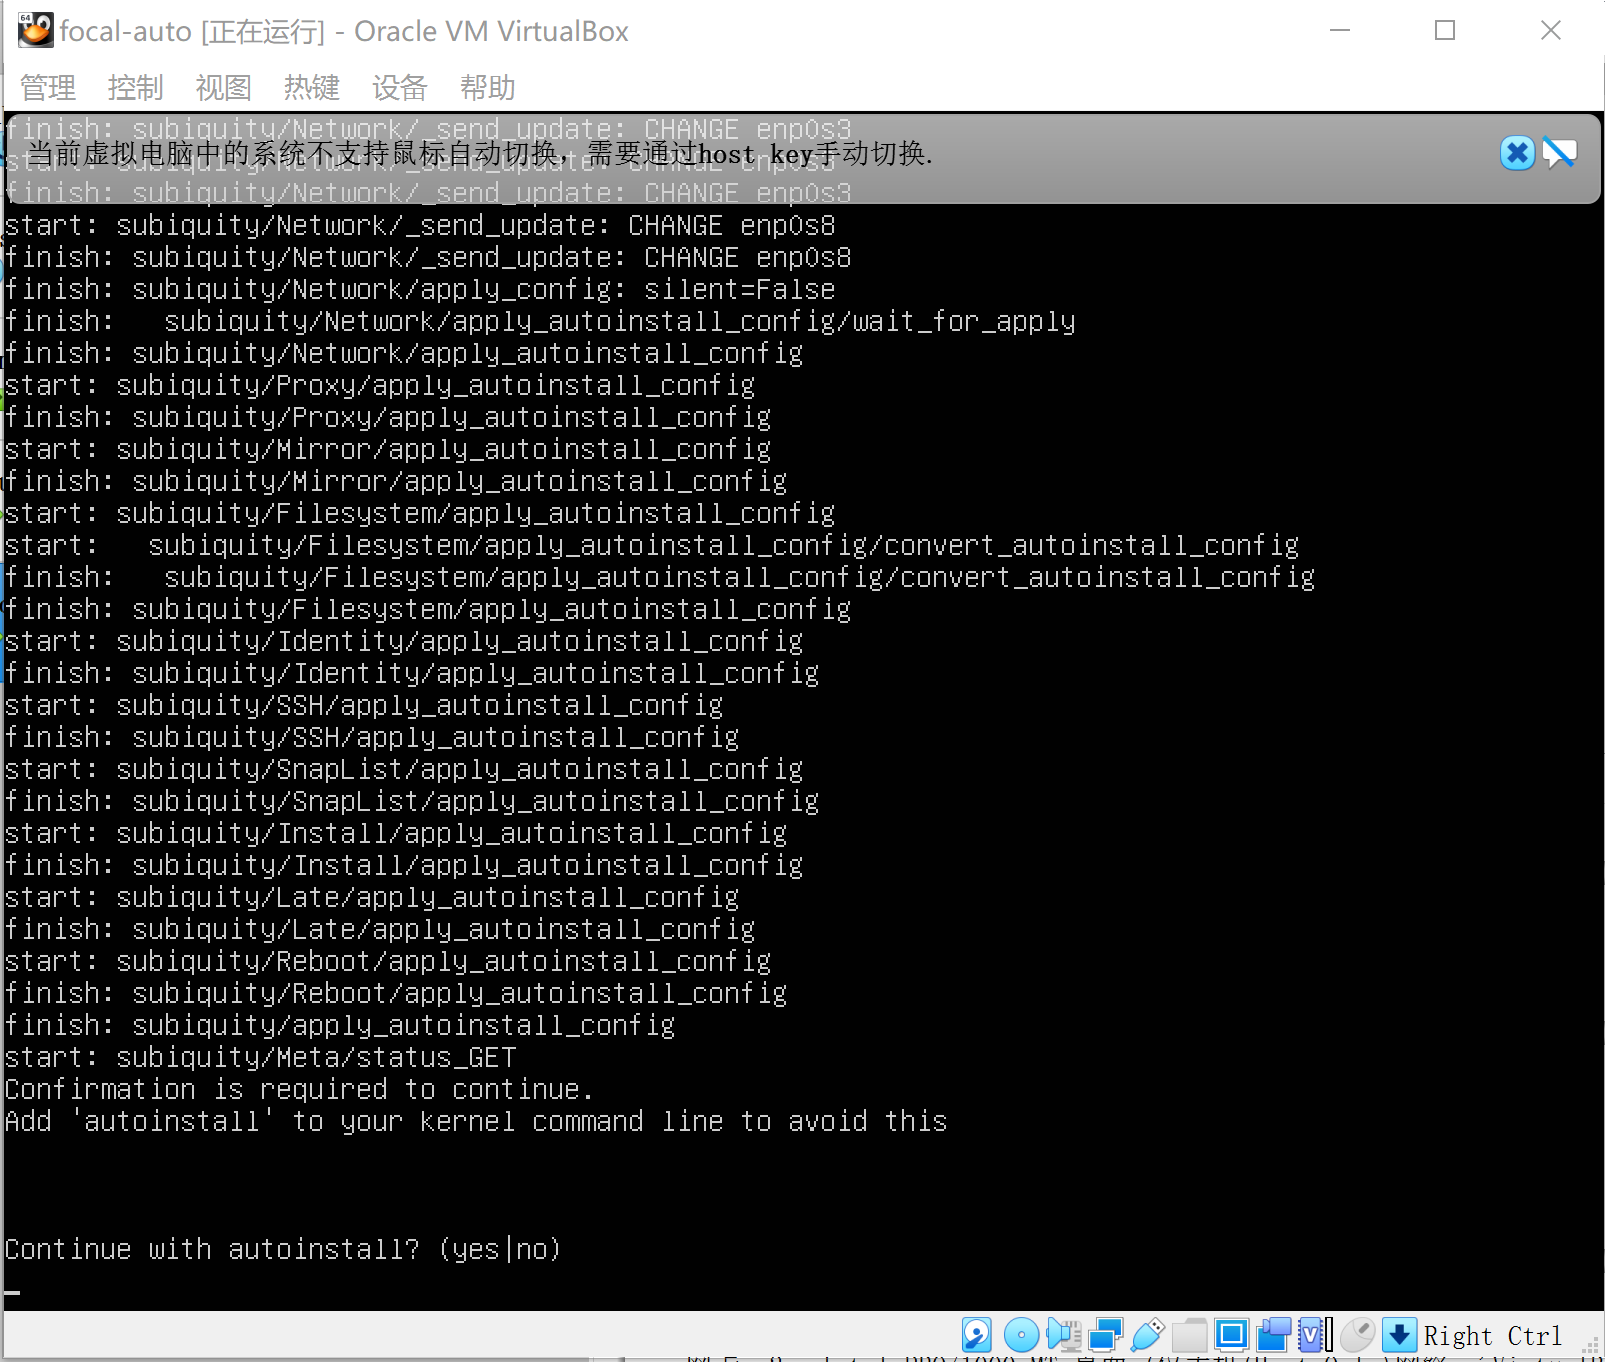 focal-auto [正在运行] - Oracle VM VirtualBox
管理 控制 视图 热键 设备 帮助
finish: subiquity/Network/_send_update: CHANGE enp0s3
当前虚拟电脑中的系统不支持鼠标自动切换，需要通过host key手动切换.
start: subiquity/Network/_send_update: CHANGE enp0s3
finish: subiquity/Network/_send_update: CHANGE enp0s3
start: subiquity/Network/_send_update: CHANGE enp0s8
finish: subiquity/Network/_send_update: CHANGE enp0s8
finish: subiquity/Network/apply_config: silent=False
finish:   subiquity/Network/apply_autoinstall_config/wait_for_apply
finish: subiquity/Network/apply_autoinstall_config
start: subiquity/Proxy/apply_autoinstall_config
finish: subiquity/Proxy/apply_autoinstall_config
start: subiquity/Mirror/apply_autoinstall_config
finish: subiquity/Mirror/apply_autoinstall_config
start: subiquity/Filesystem/apply_autoinstall_config
start:   subiquity/Filesystem/apply_autoinstall_config/convert_autoinstall_config
finish:   subiquity/Filesystem/apply_autoinstall_config/convert_autoinstall_config
finish: subiquity/Filesystem/apply_autoinstall_config
start: subiquity/Identity/apply_autoinstall_config
finish: subiquity/Identity/apply_autoinstall_config
start: subiquity/SSH/apply_autoinstall_config
finish: subiquity/SSH/apply_autoinstall_config
start: subiquity/SnapList/apply_autoinstall_config
finish: subiquity/SnapList/apply_autoinstall_config
start: subiquity/Install/apply_autoinstall_config
finish: subiquity/Install/apply_autoinstall_config
start: subiquity/Late/apply_autoinstall_config
finish: subiquity/Late/apply_autoinstall_config
start: subiquity/Reboot/apply_autoinstall_config
finish: subiquity/Reboot/apply_autoinstall_config
finish: subiquity/apply_autoinstall_config
start: subiquity/Meta/status_GET
Confirmation is required to continue.
Add 'autoinstall' to your kernel command line to avoid this
Continue with autoinstall? (yes|no)
Right Ctrl